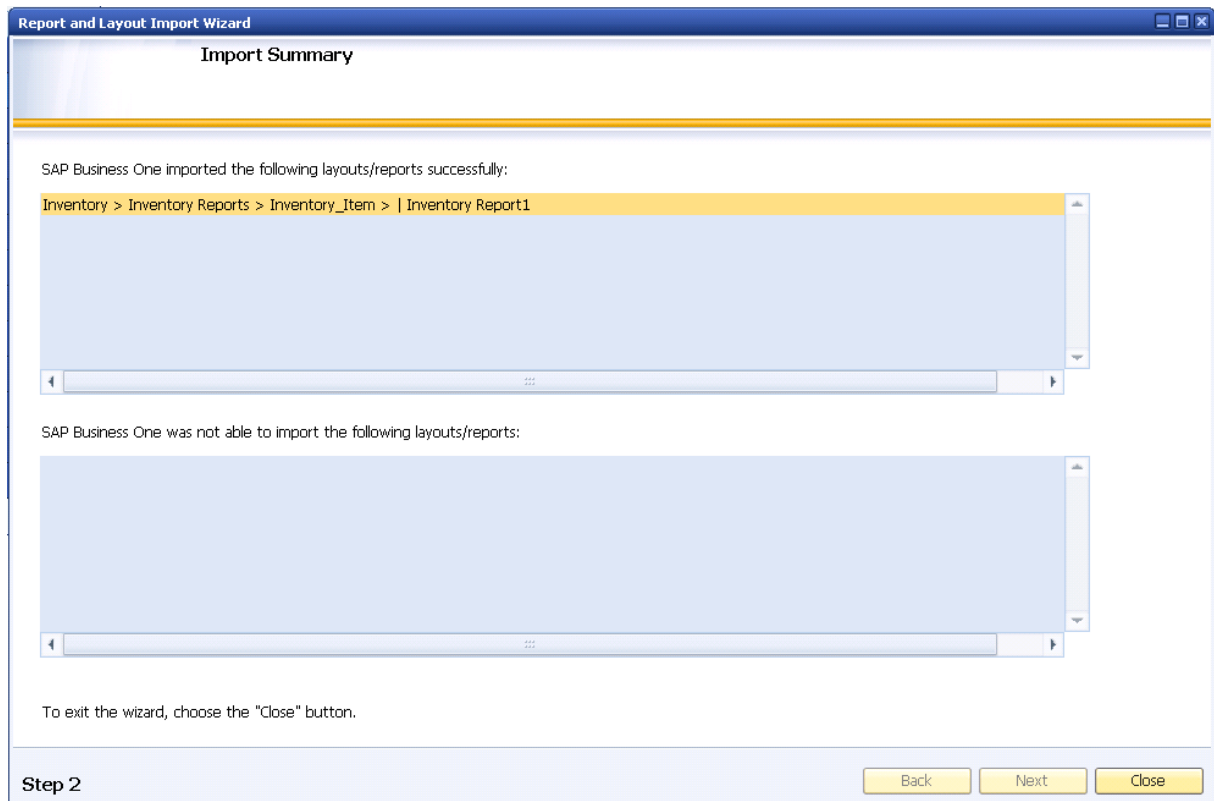 Report and Layout Import Wizard
Import Summary
SAP Business One imported the following layouts/reports successfully:
Inventory > Inventory Reports > Inventory_Item > | Inventory Report1
SAP Business One was not able to import the following layouts/reports:
To exit the wizard, choose the "Close" button.
Step 2
Back Next Close